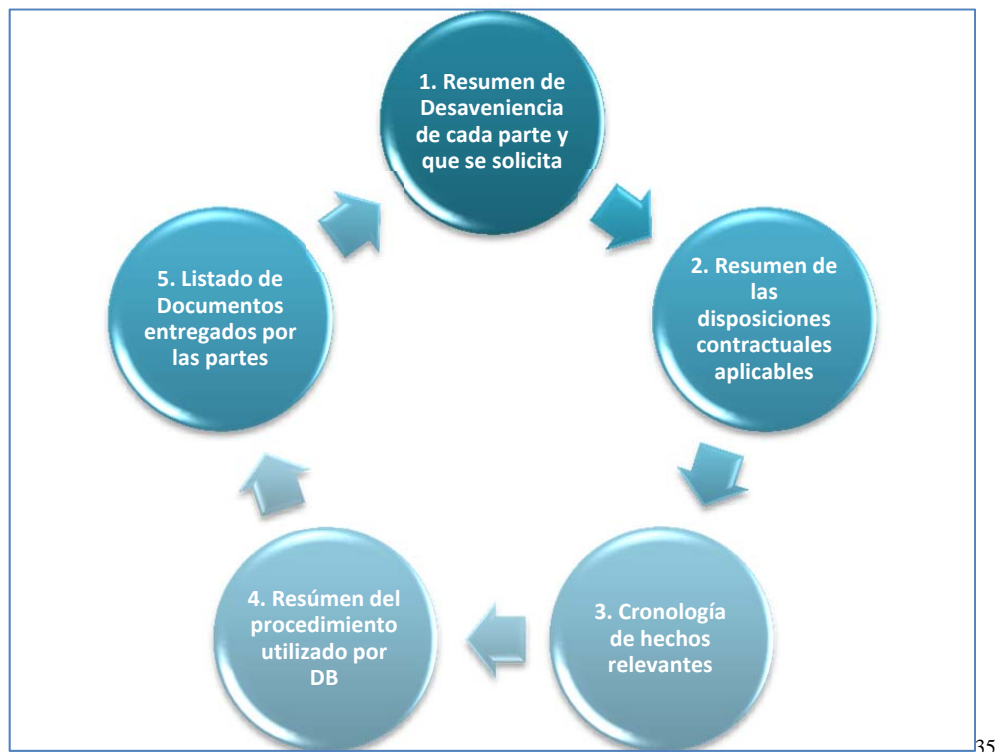 1. Resumen de
Desaveniencia
de cada parte y
que se solicita
2. Resumen de
las
disposiciones
contractuales
aplicables
3. Cronología
de hechos
relevantes
4. Resúmen del
procedimiento
utilizado por
DB
5. Listado de
Documentos
entregados por
las partes
35